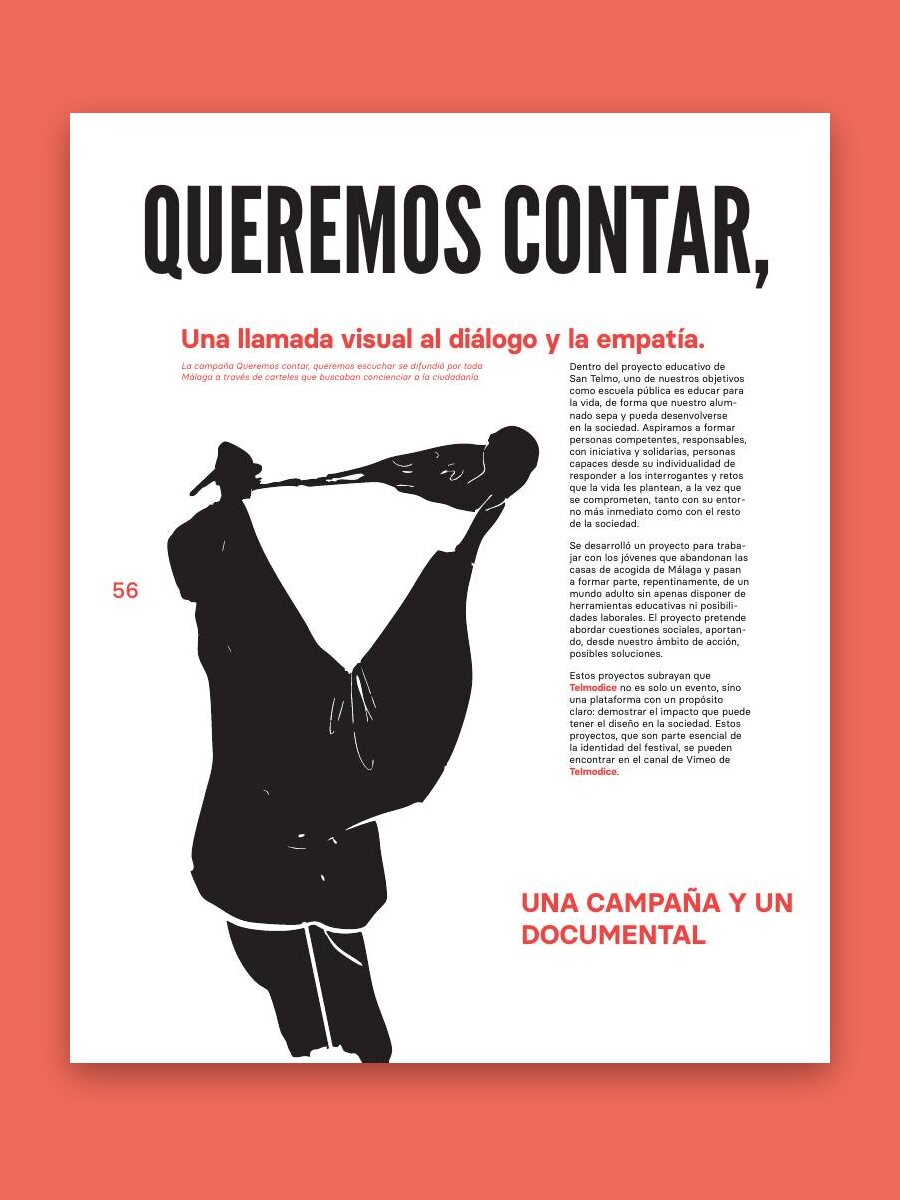 QUEREMOS CONTAR,
Una llamada visual al diálogo y la empatía.
La campaña Queremos contar, queremos escuchar se difundió por toda
Málaga a través de carteles que buscaban concienciar a la ciudadanía.
Dentro del proyecto educativo de
San Telmo, uno de nuestros objetivos
como escuela pública es educar para
la vida, de forma que nuestro alum-
nado sepa y pueda desenvolverse
en la sociedad. Aspiramos a formar
personas competentes, responsables,
con iniciativa y solidarias, personas
capaces desde su individualidad de
responder a los interrogantes y retos
que la vida les plantean, a la vez que
se comprometen, tanto con su entor-
no más inmediato como con el resto
de la sociedad.
Se desarrolló un proyecto para traba-
jar con los jóvenes que abandonan las
casas de acogida de Málaga y pasan
a formar parte, repentinamente, de un
mundo adulto sin apenas disponer de
herramientas educativas ni posibili-
dades laborales. El proyecto pretende
abordar cuestiones sociales, aportan-
do, desde nuestro ámbito de acción,
posibles soluciones.
Estos proyectos subrayan que
Telmodice no es solo un evento, sino
una plataforma con un propósito
claro: demostrar el impacto que puede
tener el diseño en la sociedad. Estos
proyectos, que son parte esencial de
la identidad del festival, se pueden
encontrar en el canal de Vimeo de
Telmodice.
56
UNA CAMPAÑA Y UN
DOCUMENTAL